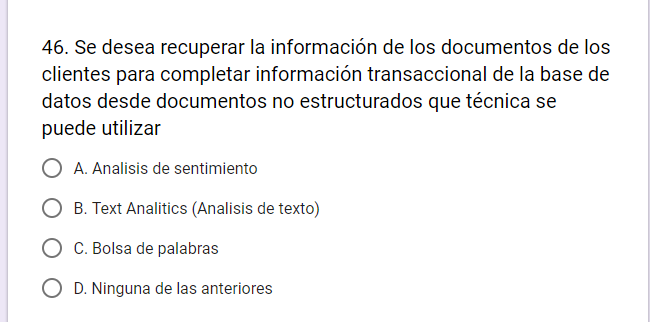 46. Se desea recuperar la información de los documentos de los
clientes para completar información transaccional de la base de
datos desde documentos no estructurados que técnica se
puede utilizar
A. Analisis de sentimiento
B. Text Analitics (Analisis de texto)
C. Bolsa de palabras
D. Ninguna de las anteriores